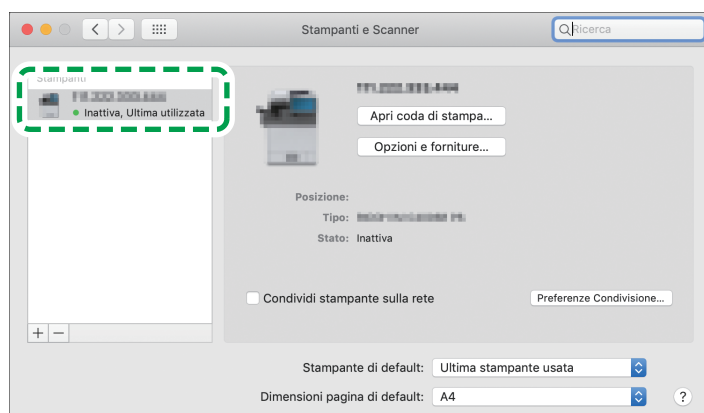 Stampanti e Scanner
Ricerca
Stampanti
Inattiva, Ultima utilizzata
Apri coda di stampa...
Opzioni e forniture...
Posizione:
Tipo:
Stato: Inattiva
Condividi stampante sulla rete
Preferenze Condivisione...
+ −
Stampante di default: Ultima stampante usata
Dimensioni pagina di default: A4
?